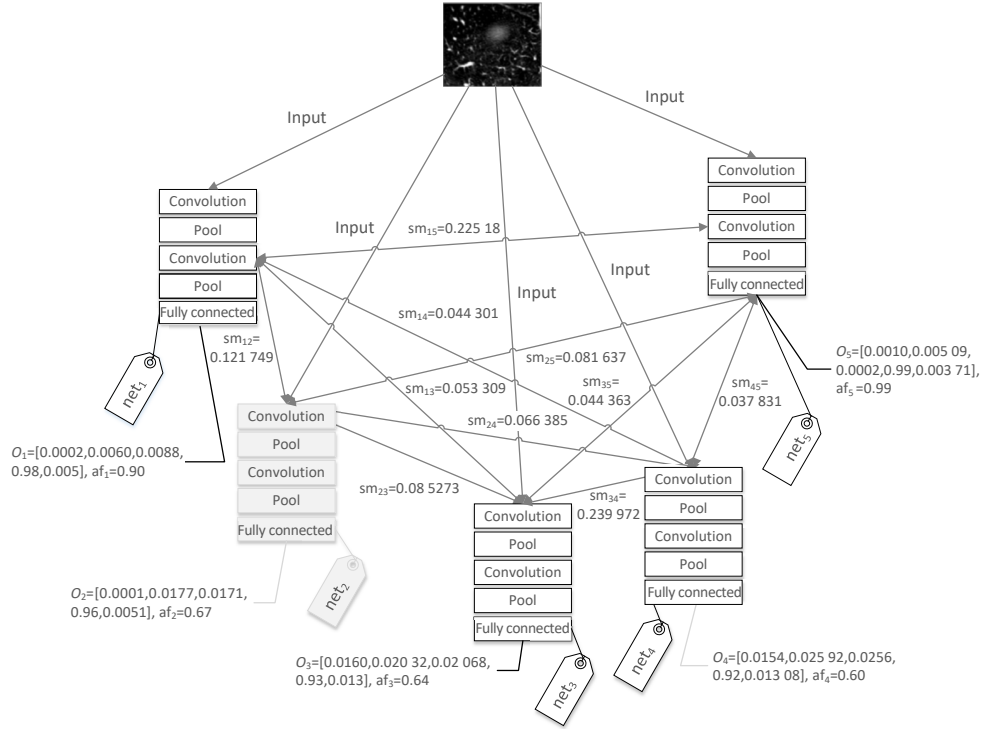 Input
Input
Convolution
Pool
Convolution
Pool
Fully connected
Convolution
Pool
Convolution
Pool
Fully connected
Input
sm₁₅=0.225 18
Input
Input
sm₁₄=0.044 301
sm₁₂=
0.121 749
sm₂₅=0.081 637
sm₁₃=0.053 309
sm₃₅=
0.044 363
sm₄₅=
0.037 831
O₅=[0.0010,0.005 09,
0.0002,0.99,0.003 71],
af₅=0.99
net₁
sm₂₄=0.066 385
net₅
O₁=[0.0002,0.0060,0.0088,
0.98,0.005], af₁=0.90
Convolution
Pool
Convolution
Pool
Fully connected
sm₂₃=0.08 5273
sm₃₄=
0.239 972
Convolution
Pool
Convolution
Pool
Fully connected
Convolution
Pool
Convolution
Pool
Fully connected
net₂
O₂=[0.0001,0.0177,0.0171,
0.96,0.0051], af₂=0.67
O₃=[0.0160,0.020 32,0.02 068,
0.93,0.013], af₃=0.64
net₃
net₄
O₄=[0.0154,0.025 92,0.0256,
0.92,0.013 08], af₄=0.60